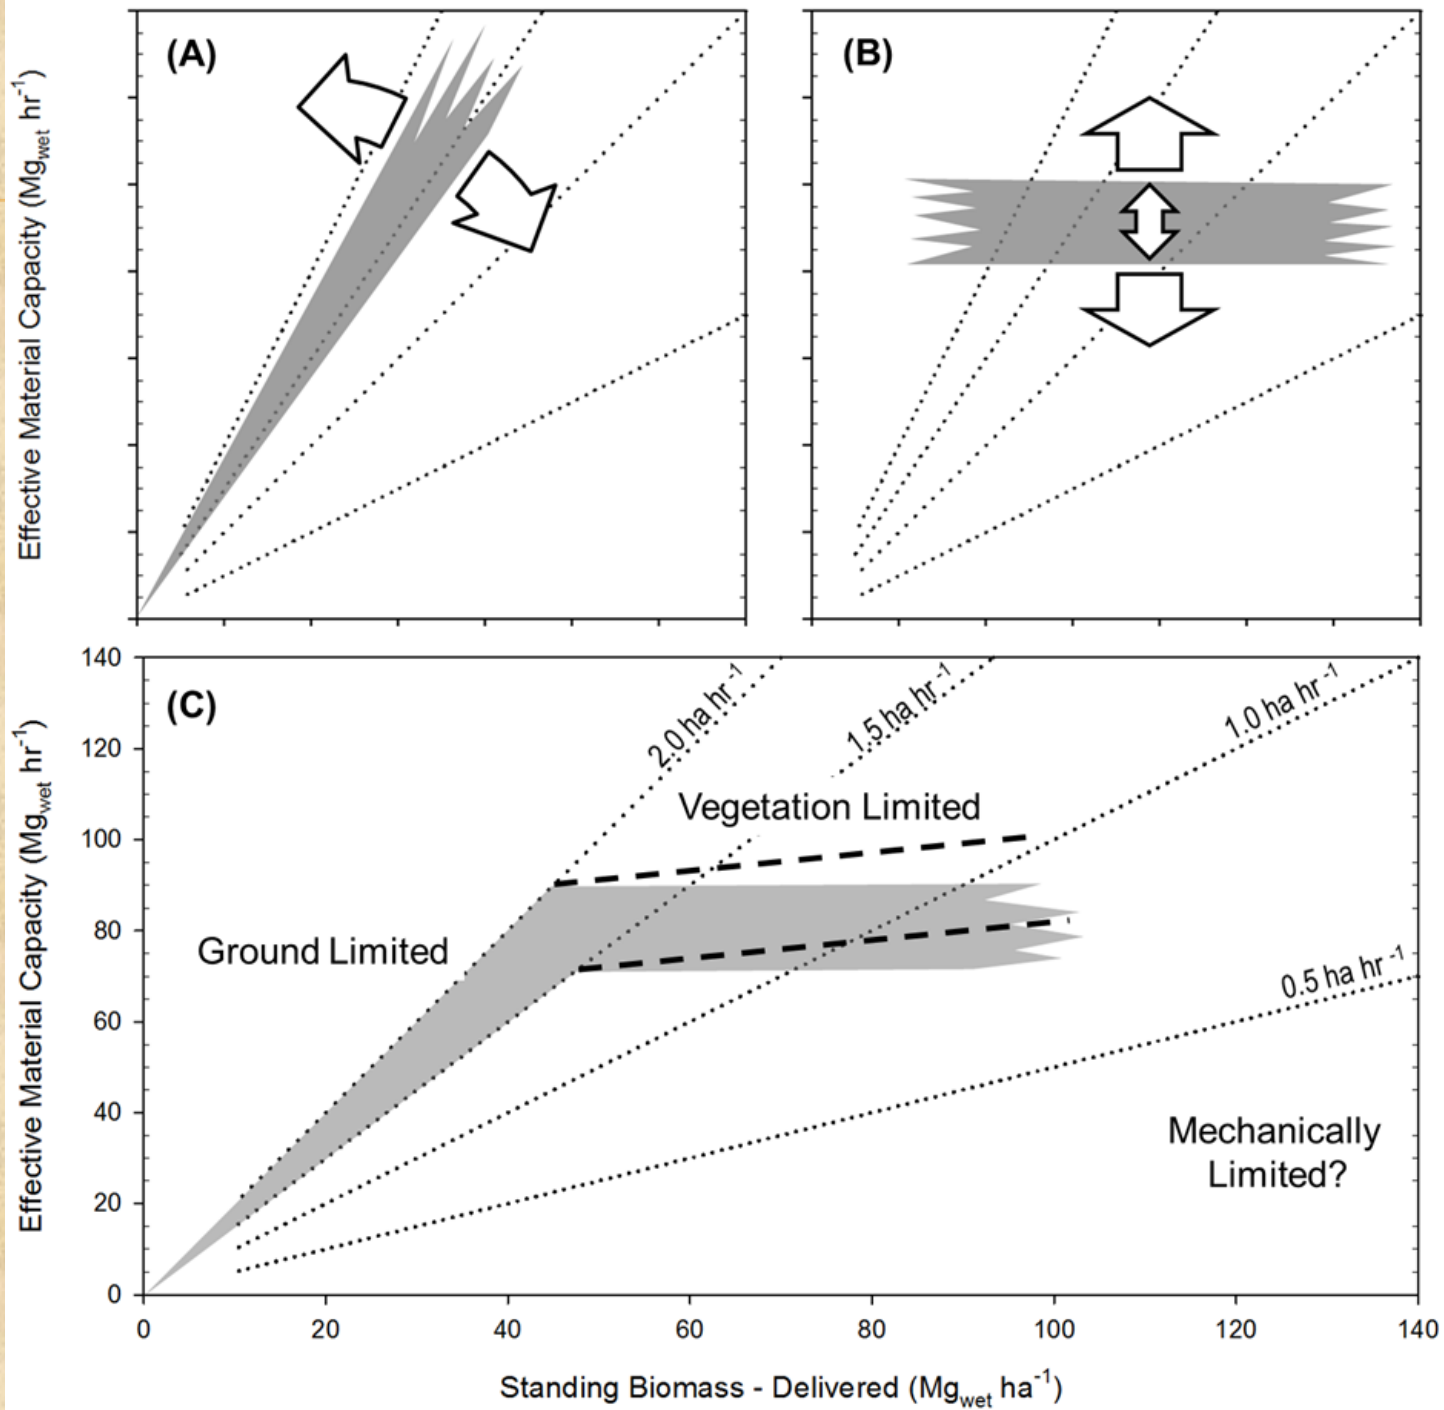 (A)
(B)
Effective Material Capacity (Mg_wet hr⁻¹)
Effective Material Capacity (Mg_wet hr⁻¹)
(C)
2.0 ha hr⁻¹
1.5 ha hr⁻¹
1.0 ha hr⁻¹
0.5 ha hr⁻¹
Vegetation Limited
Ground Limited
Mechanically
Limited?
140
120
100
80
60
40
20
0
0 20 40 60 80 100 120 140
Standing Biomass - Delivered (Mg_wet ha⁻¹)